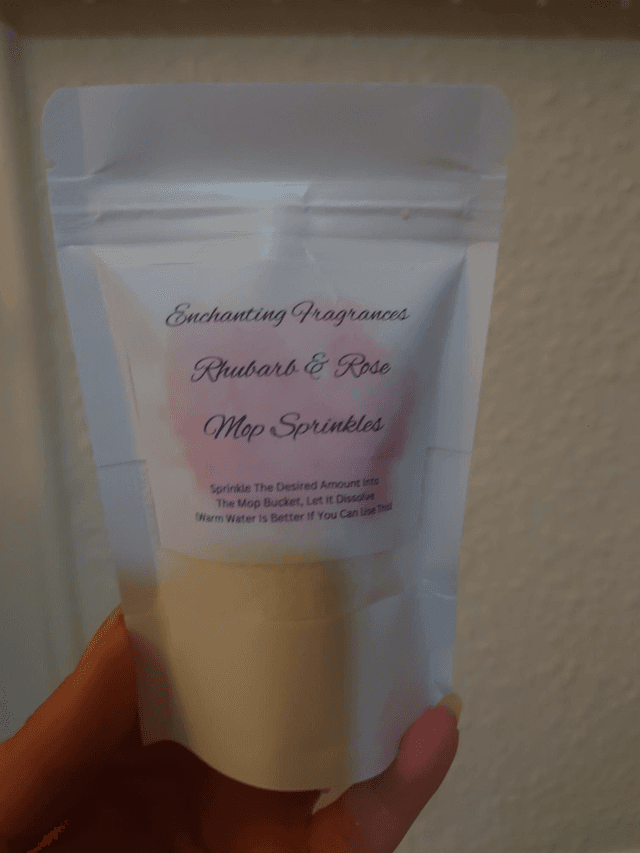 Enchanting Fragrances
Rhubarb & Rose
Mop Sprinkles
Sprinkle The Desired Amount Into
The Mop Bucket, Let It Dissolve
(Warm Water Is Better If You Can Use This)